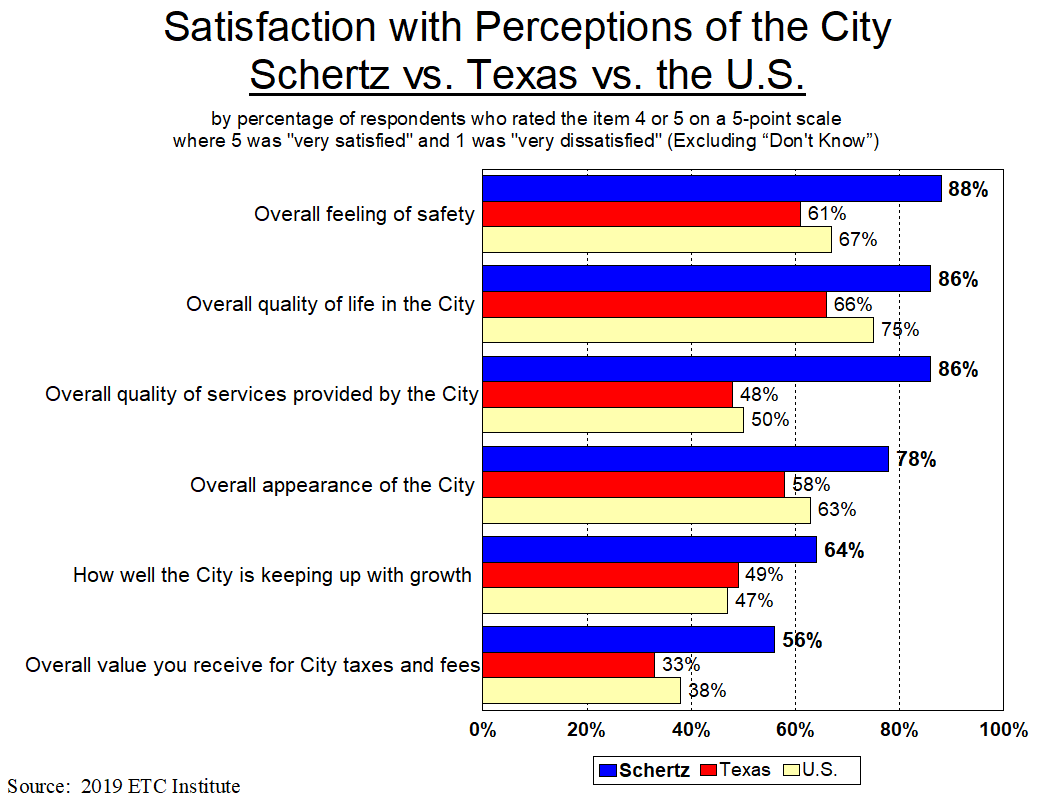 Satisfaction with Perceptions of the City
Schertz vs. Texas vs. the U.S.
by percentage of respondents who rated the item 4 or 5 on a 5-point scale
where 5 was "very satisfied" and 1 was "very dissatisfied" (Excluding “Don't Know”)
88%
Overall feeling of safety
61%
67%
86%
Overall quality of life in the City
66%
75%
86%
Overall quality of services provided by the City
48%
50%
78%
Overall appearance of the City
58%
63%
64%
How well the City is keeping up with growth
49%
47%
56%
Overall value you receive for City taxes and fees
33%
38%
0% 20% 40% 60% 80% 100%
Schertz Texas U.S.
Source: 2019 ETC Institute